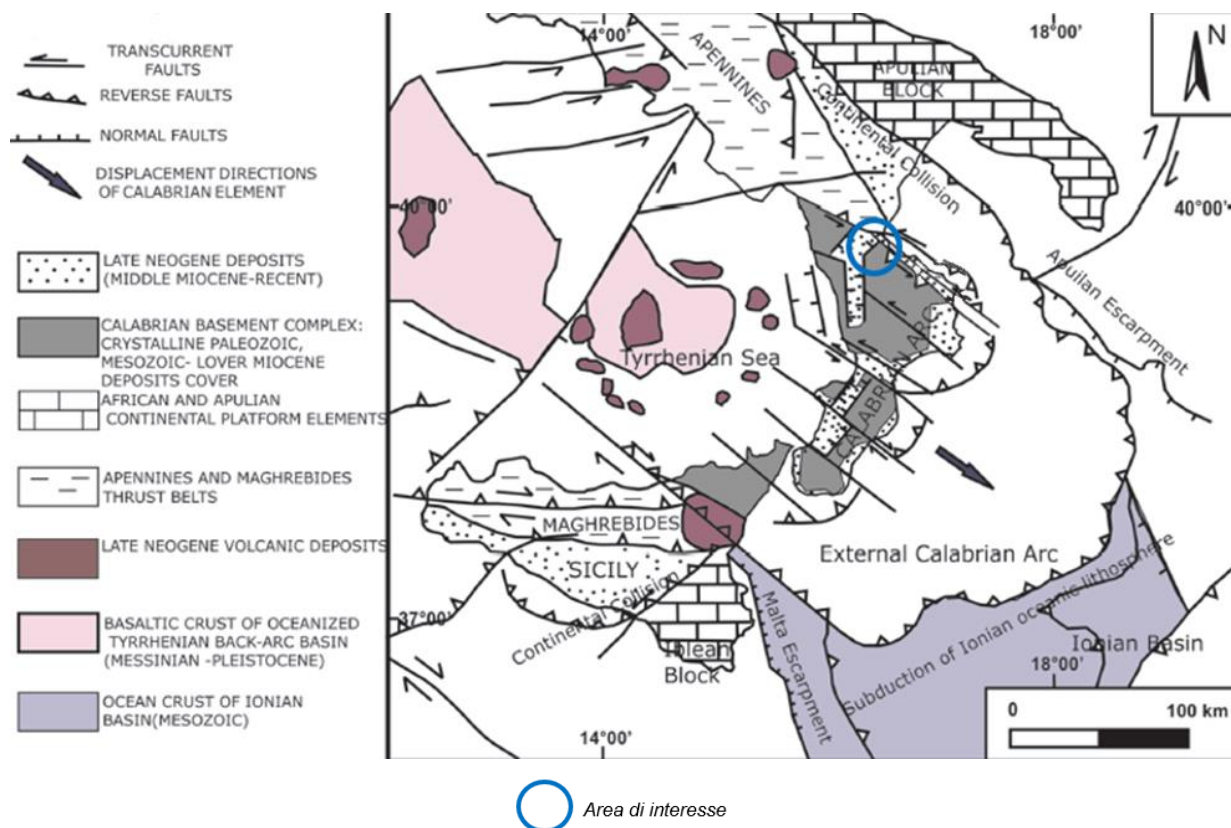 TRANSCURRENT
FAULTS
REVERSE FAULTS
NORMAL FAULTS
DISPLACEMENT DIRECTIONS
OF CALABRIAN ELEMENT
LATE NEOGENE DEPOSITS
(MIDDLE MIOCENE-RECENT)
CALABRIAN BASEMENT COMPLEX:
CRYSTALLINE PALEOZOIC,
MESOZOIC- LOVER MIOCENE
DEPOSITS COVER
AFRICAN AND APULIAN
CONTINENTAL PLATFORM ELEMENTS
APENNINES AND MAGHREBIDES
THRUST BELTS
LATE NEOGENE VOLCANIC DEPOSITS
BASALTIC CRUST OF OCEANIZED
TYRRHENIAN BACK-ARC BASIN
(MESSINIAN -PLEISTOCENE)
OCEAN CRUST OF IONIAN
BASIN(MESOZOIC)
14°00'
18°00'
N
APENNINES
APULIAN
BLOCK
Continental Collision
40°00'
40°00'
Apulian Escarpment
Tyrrhenian Sea
CALABRIAN ARC
MAGHREBIDES
SICILY
External Calabrian Arc
Continental Collision
37°00'
Iblean
Block
Malta Escarpment
Subduction of Ionian oceanic lithosphere
Ionian Basin
18°00'
14°00'
0 100 km
Area di interesse